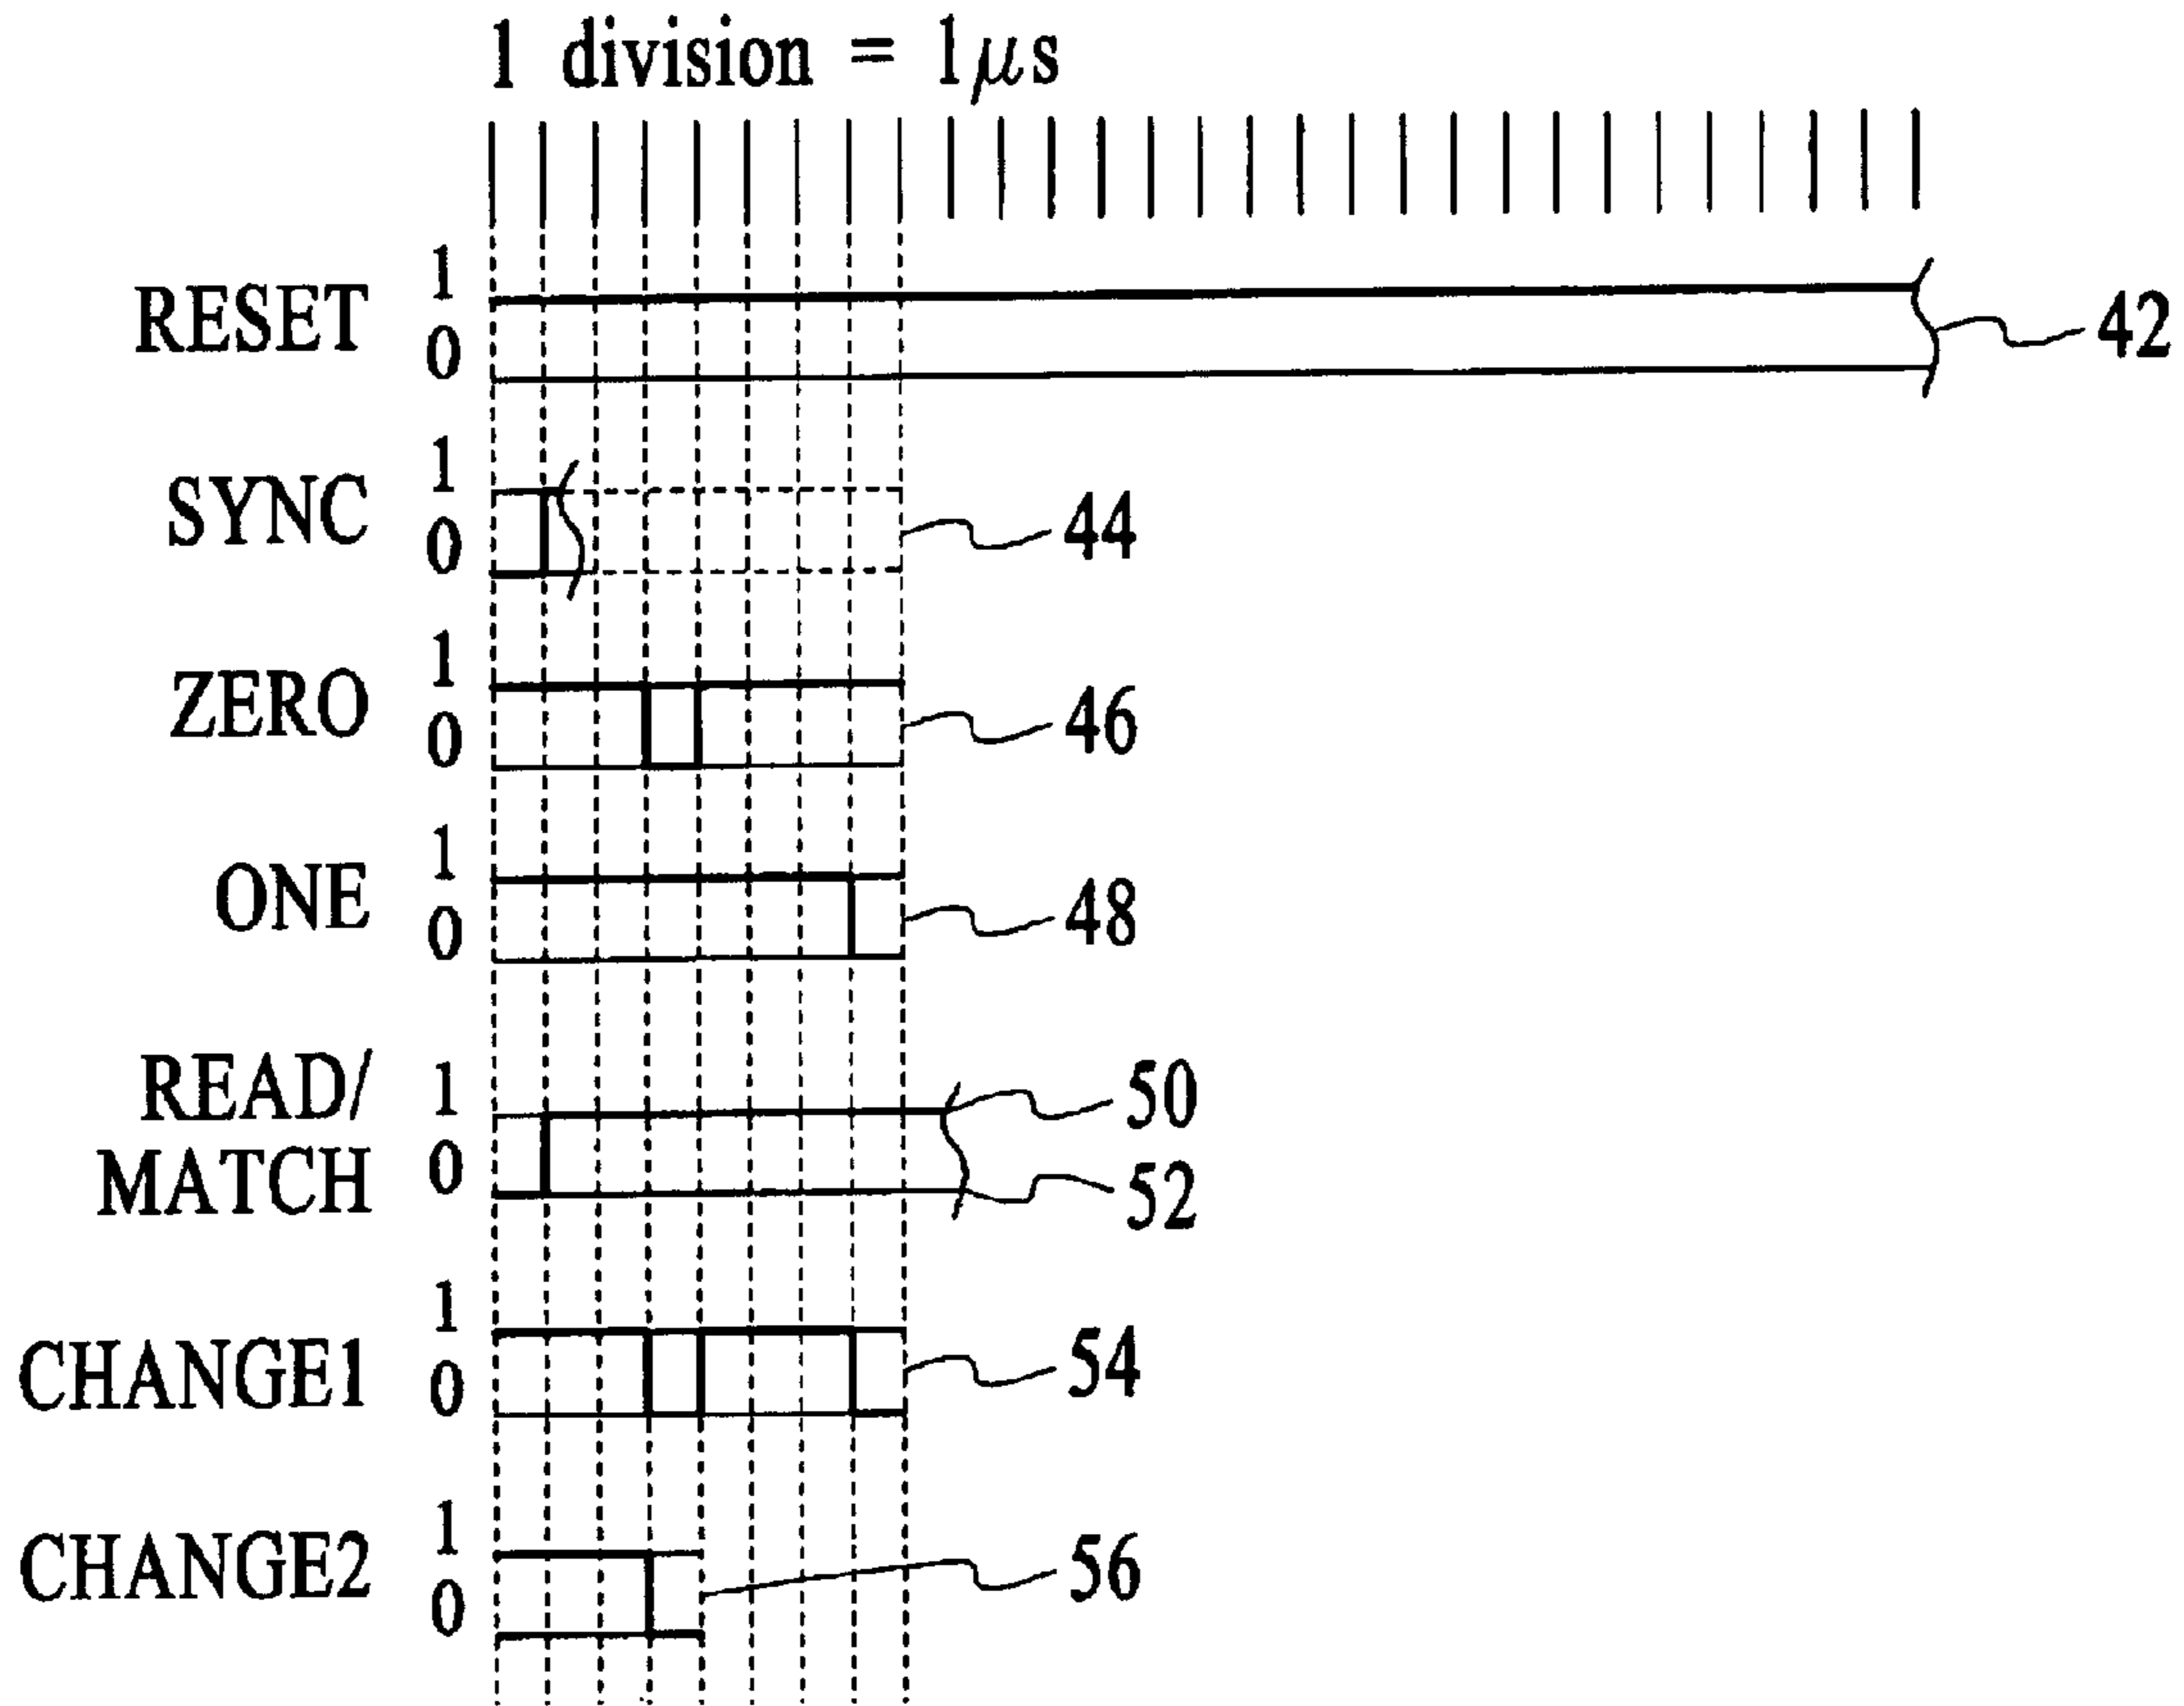 1 division = 1μs
RESET 1 0 42
SYNC 1 0 44
ZERO 1 0 46
ONE 1 0 48
READ/ 1 50
MATCH 0 52
CHANGE1 1 0 54
CHANGE2 1 0 56